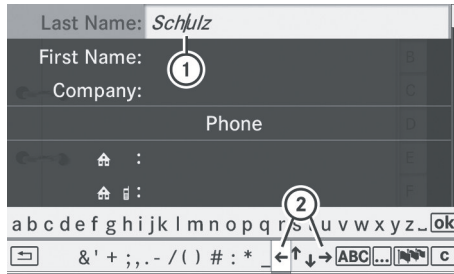 Last Name: Schulz
1
First Name:
Company:
Phone
:
:
2
a b c d e f g h i j k l m n o p q r s t u v w x y z _ ok
&' + ; , . - / ( ) # : * _ ← ↑ ↓ → ABC ... c
B
C
D
E
F